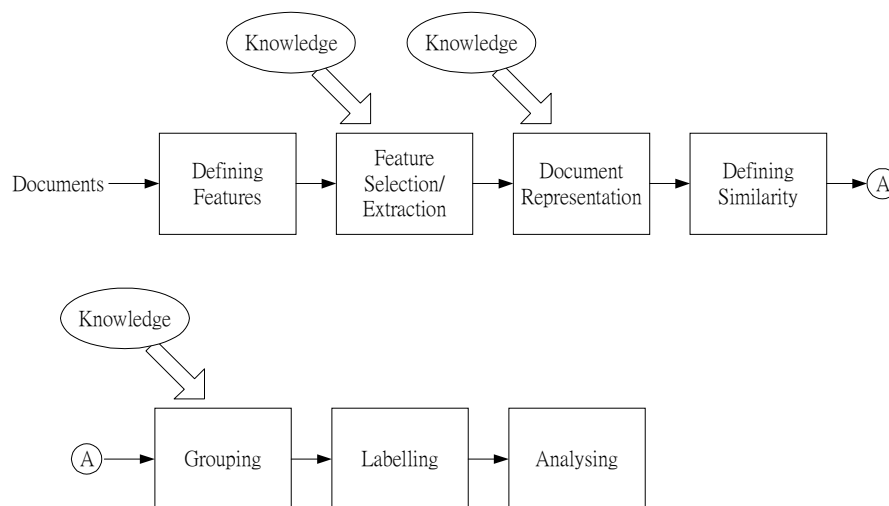 Knowledge
Knowledge
Documents
Defining
Features
Feature
Selection/
Extraction
Document
Representation
Defining
Similarity
A
Knowledge
A
Grouping
Labelling
Analysing